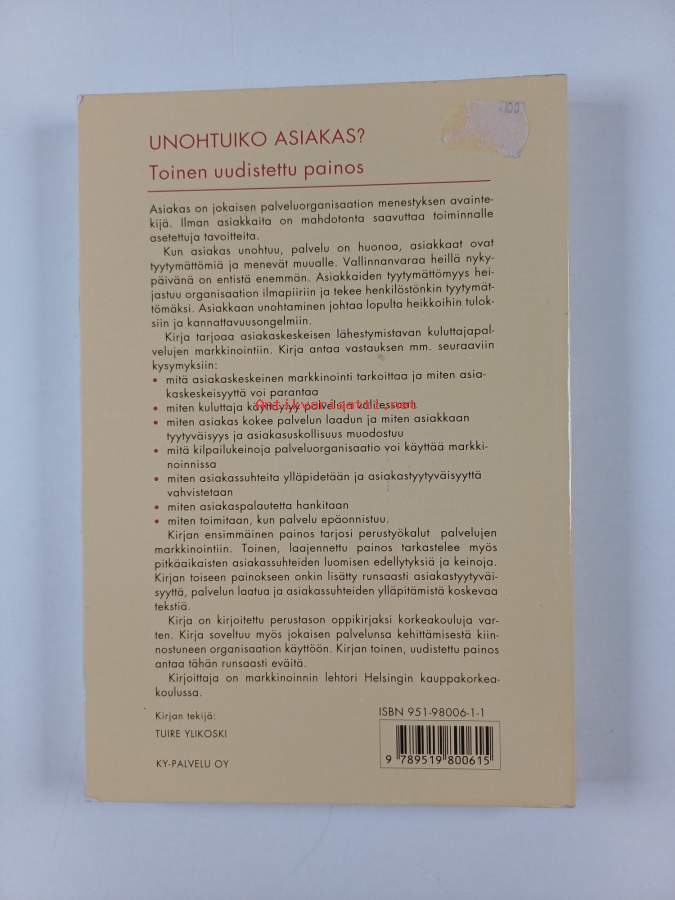 100
UNOHTUIKO ASIAKAS?
Toinen uudistettu painos
Asiakas on jokaisen palveluorganisaation menestyksen avainte-
kijä. Ilman asiakkaita on mahdotonta saavuttaa toiminnalle
asetettuja tavoitteita.
Kun asiakas unohtuu, palvelu on huonoa, asiakkaat ovat
tyytymättömiä ja menevät muualle. Vallinnanvaraa heillä nyky-
päivänä on entistä enemmän. Asiakkaiden tyytymättömyys hei-
jastuu organisaation ilmapiiriin ja tekee henkilöstönkin tyytymät-
tömäksi. Asiakkaan unohtaminen johtaa lopulta heikkoihin tulok-
siin ja kannattavuusongelmiin.
Kirja tarjoaa asiakaskeskeisen lähestymistavan kuluttajapal-
velujen markkinointiin. Kirja antaa vastauksen mm. seuraaviin
kysymyksiin:
• mitä asiakaskeskeinen markkinointi tarkoittaa ja miten asia-
kaskeskeisyyttä voi parantaa
• miten kuluttaja käyttäytyy palveluja valitessaan
Antikvariaatti.net
• miten asiakas kokee palvelun laadun ja miten asiakkaan
tyytyväisyys ja asiakasuskollisuus muodostuu
• mitä kilpailukeinoja palveluorganisaatio voi käyttää markki-
noinnissa
• miten asiakassuhteita ylläpidetään ja asiakastyytyväisyyttä
vahvistetaan
• miten asiakaspalautetta hankitaan
• miten toimitaan, kun palvelu epäonnistuu.
Kirjan ensimmäinen painos tarjosi perustyökalut palvelujen
markkinointiin. Toinen, laajennettu painos tarkastelee myös
pitkäaikaisten asiakassuhteiden luomisen edellytyksiä ja keinoja.
Kirjan toiseen painokseen onkin lisätty runsaasti asiakastyytyväi-
syyttä, palvelun laatua ja asiakassuhteiden ylläpitämistä koskevaa
tekstiä.
Kirja on kirjoitettu perustason oppikirjaksi korkeakouluja var-
ten. Kirja soveltuu myös jokaisen palvelunsa kehittämisestä kiin-
nostuneen organisaation käyttöön. Kirjan toinen, uudistettu painos
antaa tähän runsaasti eväitä.
Kirjoittaja on markkinoinnin lehtori Helsingin kauppakorkea-
koulussa.
Kirjan tekijä:
TUIRE YLIKOSKI
KY-PALVELU OY
ISBN 951-98006-1-1
9 789519 800615